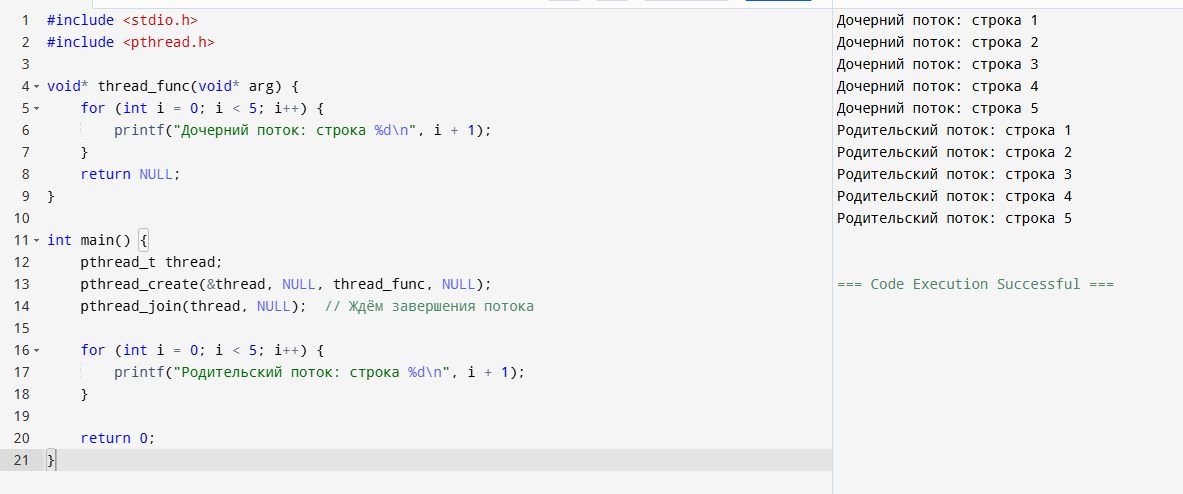 1 #include <stdio.h>
2 #include <pthread.h>
3
4 void* thread_func(void* arg) {
5     for (int i = 0; i < 5; i++) {
6         printf("Дочерний поток: строка %d\n", i + 1);
7     }
8     return NULL;
9 }
10
11 int main() {
12     pthread_t thread;
13     pthread_create(&thread, NULL, thread_func, NULL);
14     pthread_join(thread, NULL);  // Ждём завершения потока
15
16     for (int i = 0; i < 5; i++) {
17         printf("Родительский поток: строка %d\n", i + 1);
18     }
19
20     return 0;
21 }
Дочерний поток: строка 1
Дочерний поток: строка 2
Дочерний поток: строка 3
Дочерний поток: строка 4
Дочерний поток: строка 5
Родительский поток: строка 1
Родительский поток: строка 2
Родительский поток: строка 3
Родительский поток: строка 4
Родительский поток: строка 5
=== Code Execution Successful ===